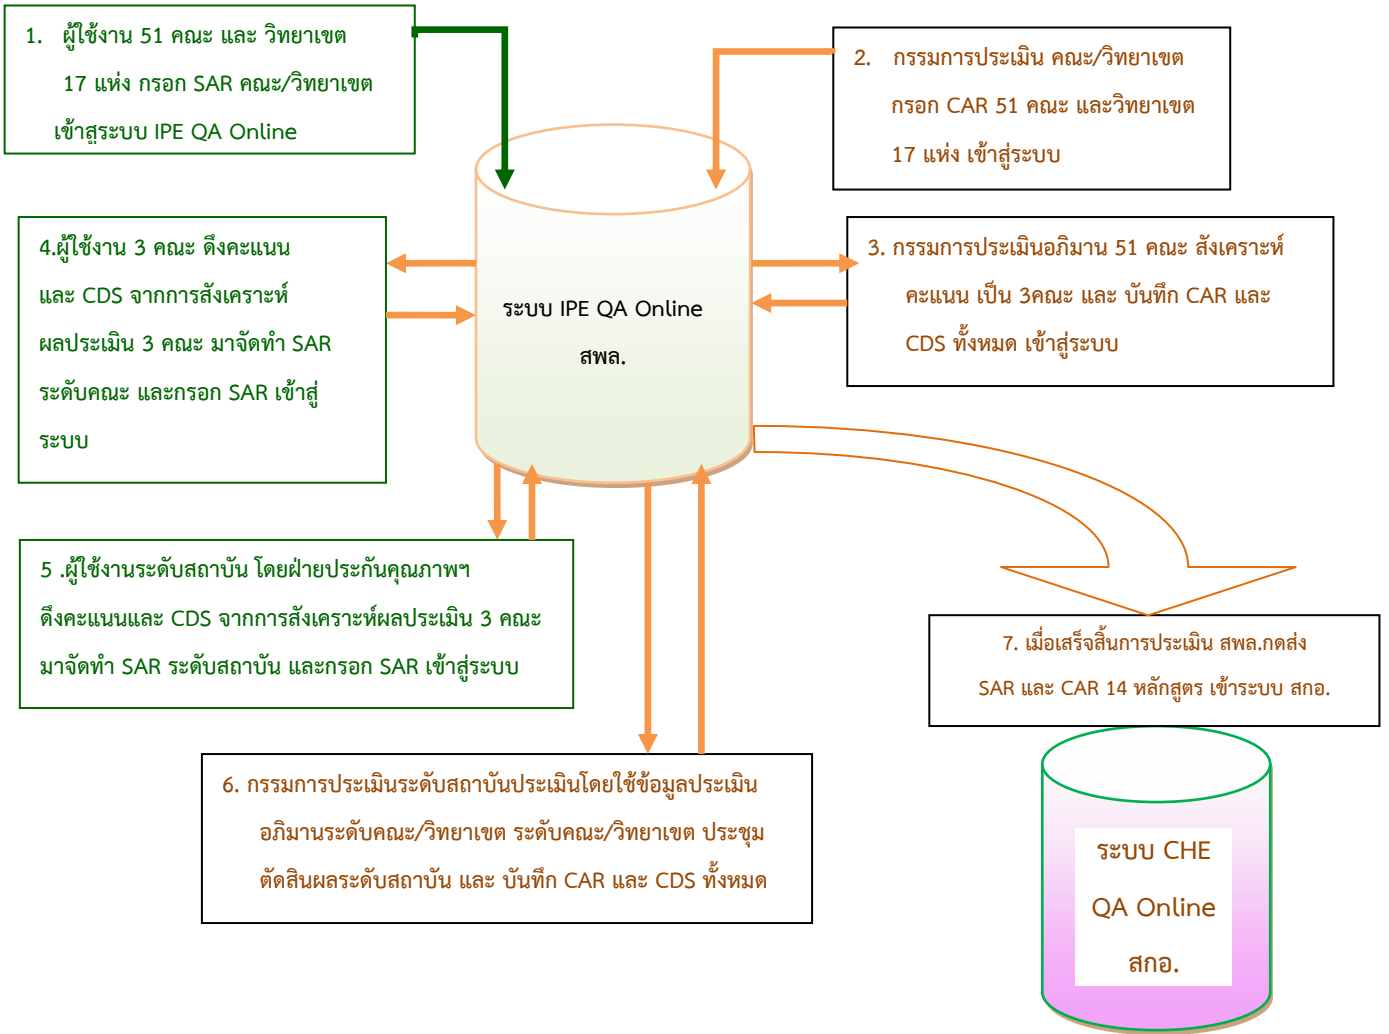 1. ผู้ใช้งาน 51 คณะ และ วิทยาเขต
17 แห่ง กรอก SAR คณะ/วิทยาเขต
เข้าสู่ระบบ IPE QA Online
2. กรรมการประเมิน คณะ/วิทยาเขต
กรอก CAR 51 คณะ และวิทยาเขต
17 แห่ง เข้าสู่ระบบ
4.ผู้ใช้งาน 3 คณะ ดึงคะแนน
และ CDS จากการสังเคราะห์
ผลประเมิน 3 คณะ มาจัดทำ SAR
ระดับคณะ และกรอก SAR เข้าสู่
ระบบ
ระบบ IPE QA Online
สพล.
3. กรรมการประเมินอภิมาน 51 คณะ สังเคราะห์
คะแนน เป็น 3คณะ และ บันทึก CAR และ
CDS ทั้งหมด เข้าสู่ระบบ
5 .ผู้ใช้งานระดับสถาบัน โดยฝ่ายประกันคุณภาพฯ
ดึงคะแนนและ CDS จากการสังเคราะห์ผลประเมิน 3 คณะ
มาจัดทำ SAR ระดับสถาบัน และกรอก SAR เข้าสู่ระบบ
7. เมื่อเสร็จสิ้นการประเมิน สพล.กดส่ง
SAR และ CAR 14 หลักสูตร เข้าระบบ สกอ.
6. กรรมการประเมินระดับสถาบันประเมินโดยใช้ข้อมูลประเมิน
อภิมานระดับคณะ/วิทยาเขต ระดับคณะ/วิทยาเขต ประชุม
ตัดสินผลระดับสถาบัน และ บันทึก CAR และ CDS ทั้งหมด
ระบบ CHE
QA Online
สกอ.